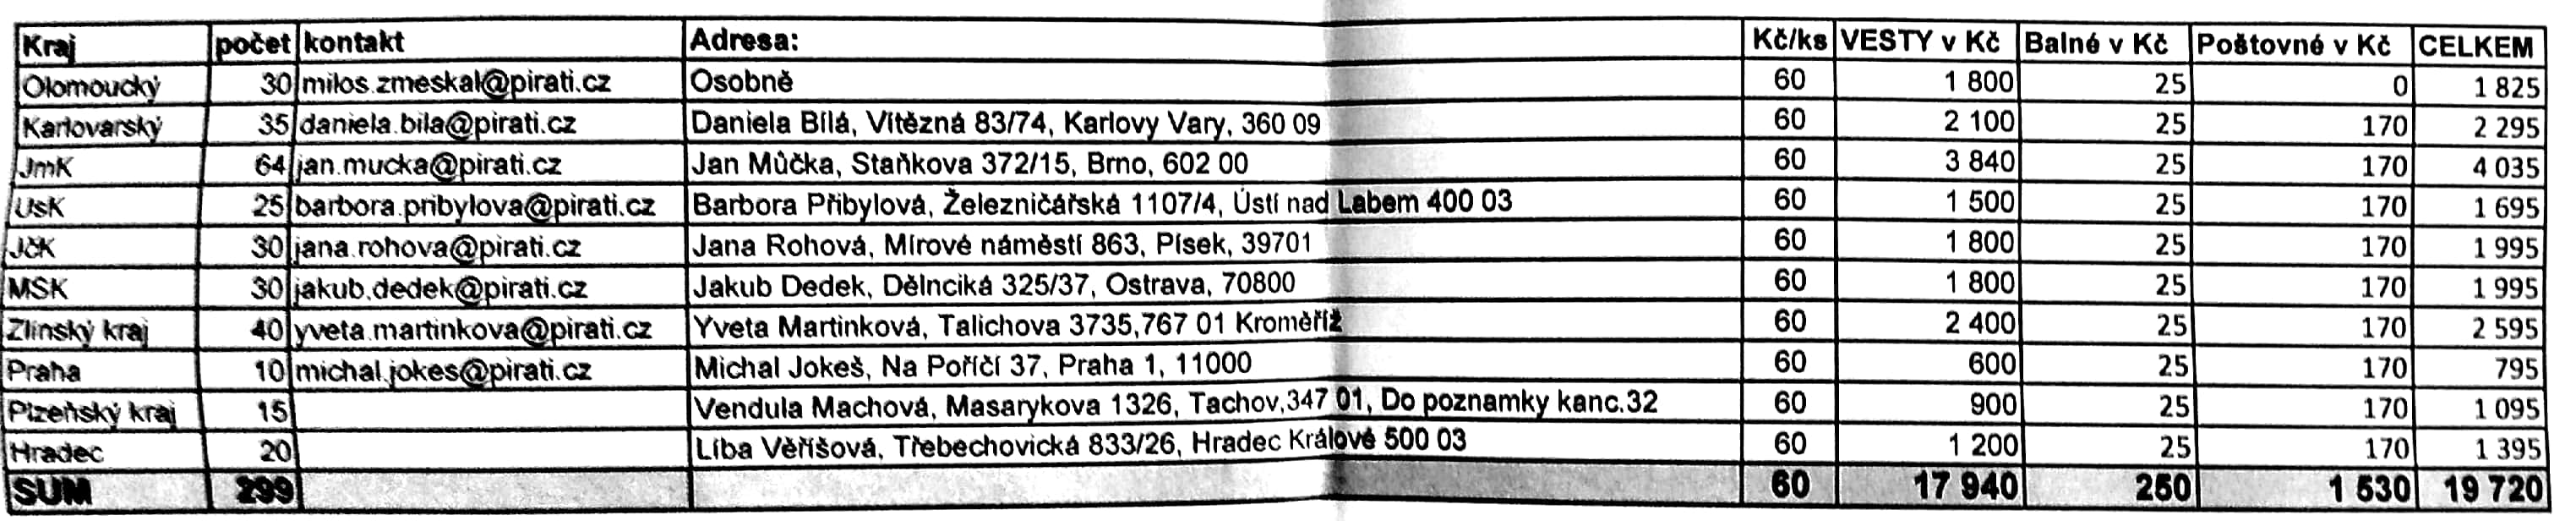 Kraj počet kontakt Adresa: Kč/ks VESTY v Kč Balné v Kč Poštovné v Kč CELKEM
Olomoucký 30 milos.zmeskal@pirati.cz Osobně 60 1 800 25 0 1 825
Karlovarský 35 daniela.bila@pirati.cz Daniela Bílá, Vítězná 83/74, Karlovy Vary, 360 09 60 2 100 25 170 2 295
JmK 64 jan.mucka@pirati.cz Jan Můčka, Staňkova 372/15, Brno, 602 00 60 3 840 25 170 4 035
UsK 25 barbora.pribylova@pirati.cz Barbora Přibylová, Železničářská 1107/4, Ústí nad Labem 400 03 60 1 500 25 170 1 695
JčK 30 jana.rohova@pirati.cz Jana Rohová, Mírové náměstí 863, Písek, 39701 60 1 800 25 170 1 995
MSK 30 jakub.dedek@pirati.cz Jakub Dedek, Dělnciká 325/37, Ostrava, 70800 60 1 800 25 170 1 995
Zlínský kraj 40 yveta.martinkova@pirati.cz Yveta Martinková, Talichova 3735,767 01 Kroměříž 60 2 400 25 170 2 595
Praha 10 michal.jokes@pirati.cz Michal Jokeš, Na Poříčí 37, Praha 1, 11000 60 600 25 170 795
Plzeňský kraj 15 Vendula Machová, Masarykova 1326, Tachov,347 01, Do poznamky kanc.32 60 900 25 170 1 095
Hradec 20 Líba Věříšová, Třebechovická 833/26, Hradec Králové 500 03 60 1 200 25 170 1 395
SUM 299 60 17 940 250 1 530 19 720